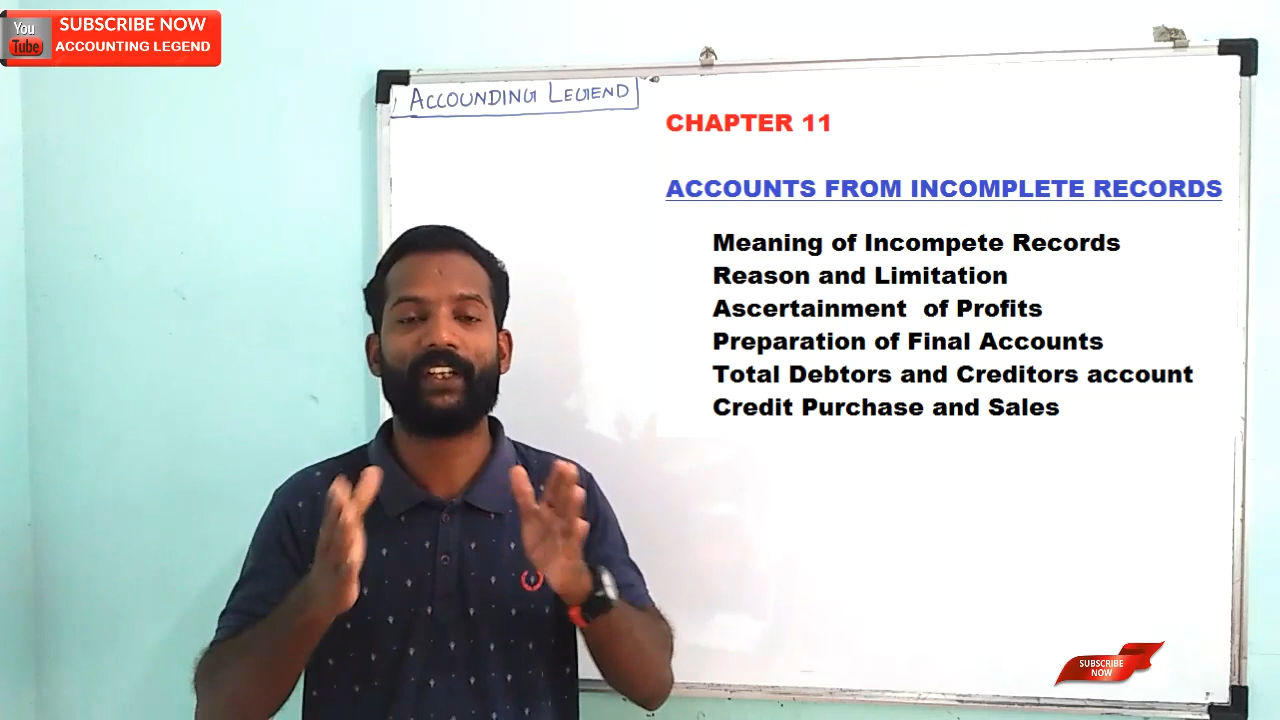 You
Tube
SUBSCRIBE NOW
ACCOUNTING LEGEND
ACCOUNDING LEGEND
CHAPTER 11
ACCOUNTS FROM INCOMPLETE RECORDS
Meaning of Incompete Records
Reason and Limitation
Ascertainment of Profits
Preparation of Final Accounts
Total Debtors and Creditors account
Credit Purchase and Sales
SUBSCRIBE
NOW